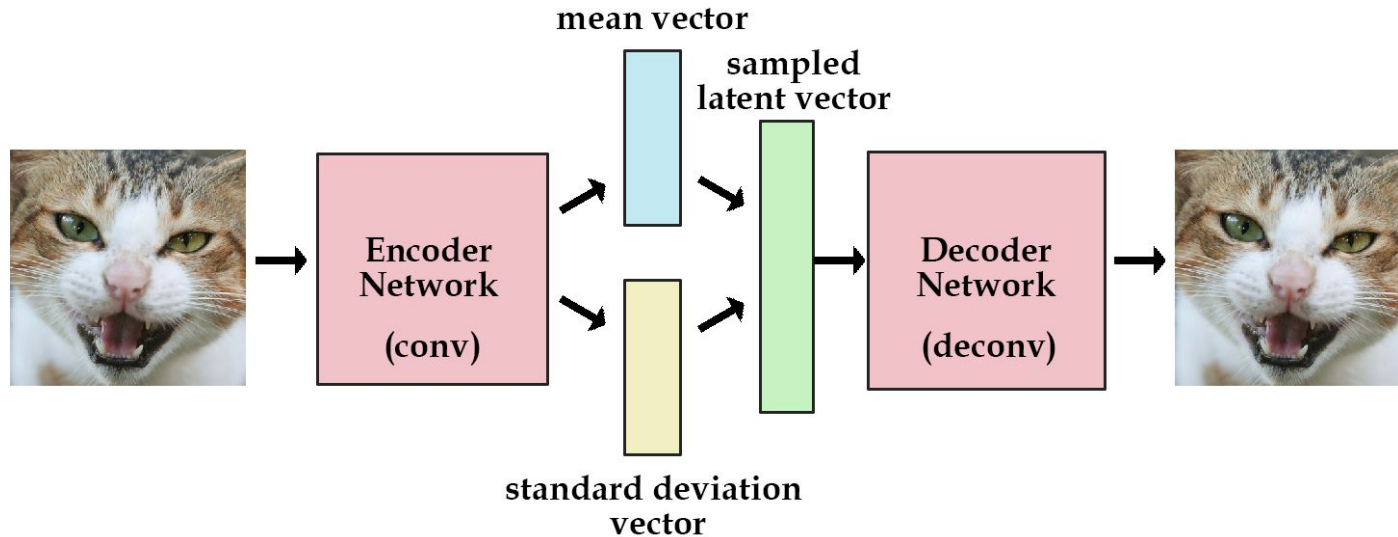 mean vector
sampled
latent vector
Encoder
Network
(conv)
Decoder
Network
(deconv)
standard deviation
vector